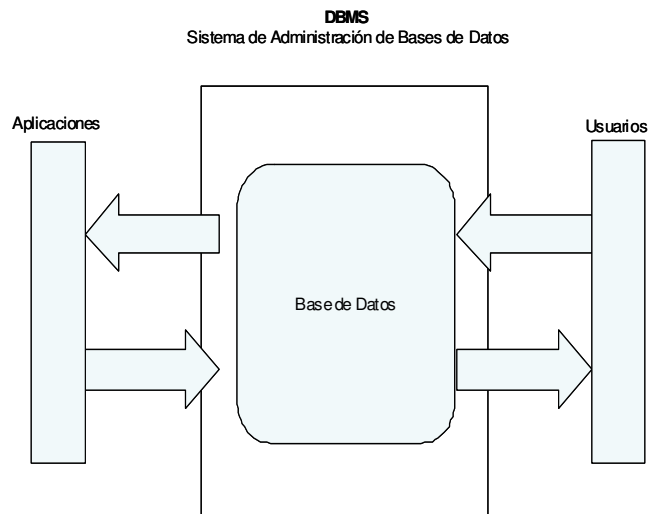 DBMS
Sistema de Administración de Bases de Datos
Aplicaciones
Usuarios
Base de Datos